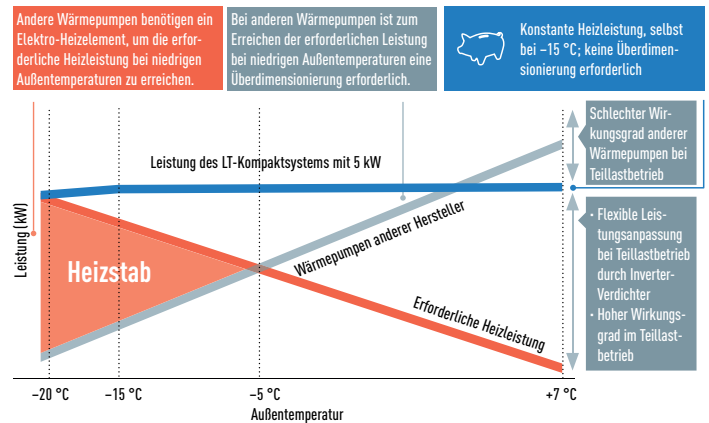 Andere Wärmepumpen benötigen ein
Elektro-Heizelement, um die erfor-
derliche Heizleistung bei niedrigen
Außentemperaturen zu erreichen.
Bei anderen Wärmepumpen ist zum
Erreichen der erforderlichen Leistung
bei niedrigen Außentemperaturen eine
Überdimensionierung erforderlich.
Konstante Heizleistung, selbst
bei –15 °C; keine Überdimen-
sionierung erforderlich
Schlechter Wir-
kungsgrad anderer
Wärmepumpen bei
Teillastbetrieb
Leistung des LT-Kompaktsystems mit 5 kW
Leistung (kW)
Heizstab
Wärmepumpen anderer Hersteller
Erforderliche Heizleistung
· Flexible Leis-
tungsanpassung
bei Teillastbetrieb
durch Inverter-
Verdichter
· Hoher Wirkungs-
grad im Teillast-
betrieb
–20 °C
–15 °C
–5 °C
+7 °C
Außentemperatur